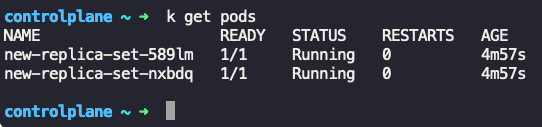 controlplane ~ ➜  k get pods
NAME                    READY   STATUS    RESTARTS   AGE
new-replica-set-589lm   1/1     Running   0          4m57s
new-replica-set-nxbdq   1/1     Running   0          4m57s
controlplane ~ ➜